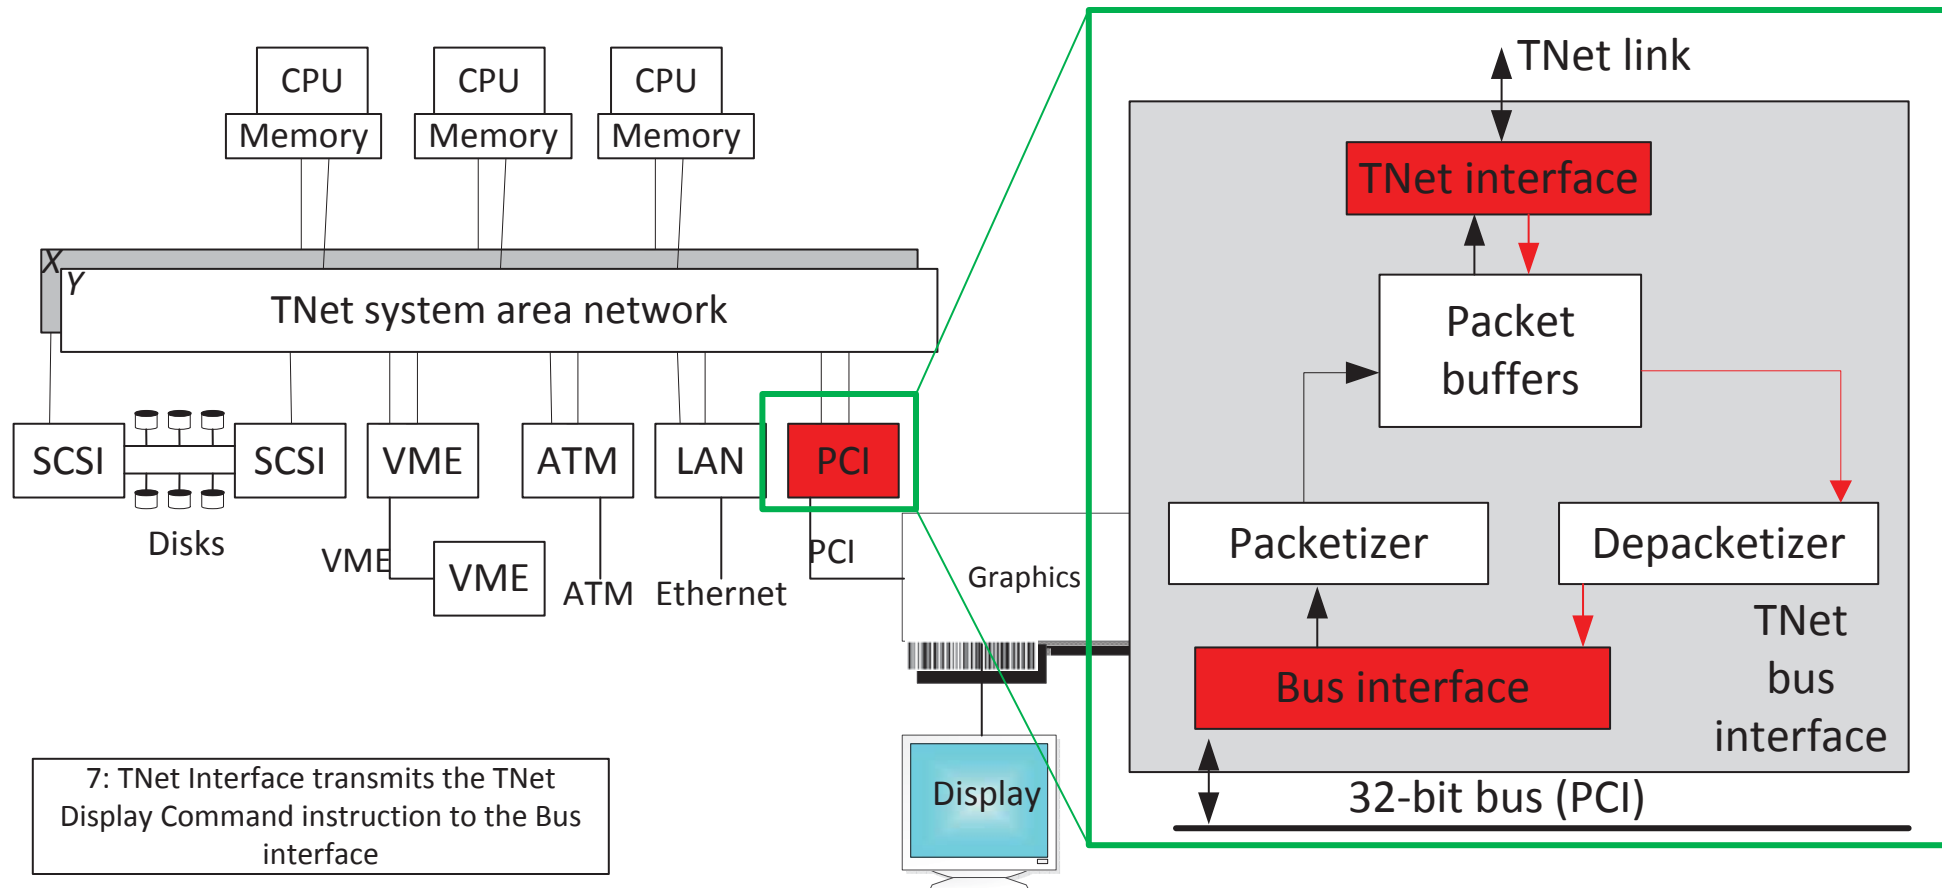 CPU
CPU
CPU
Memory
Memory
Memory
X
Y
TNet system area network
SCSI
SCSI
VME
ATM
LAN
PCI
Disks
VME
VME
ATM
Ethernet
PCI
Graphics
Display
7: TNet Interface transmits the TNet
Display Command instruction to the Bus
interface
TNet link
TNet interface
Packet
buffers
Packetizer
Depacketizer
Bus interface
TNet
bus
interface
32-bit bus (PCI)